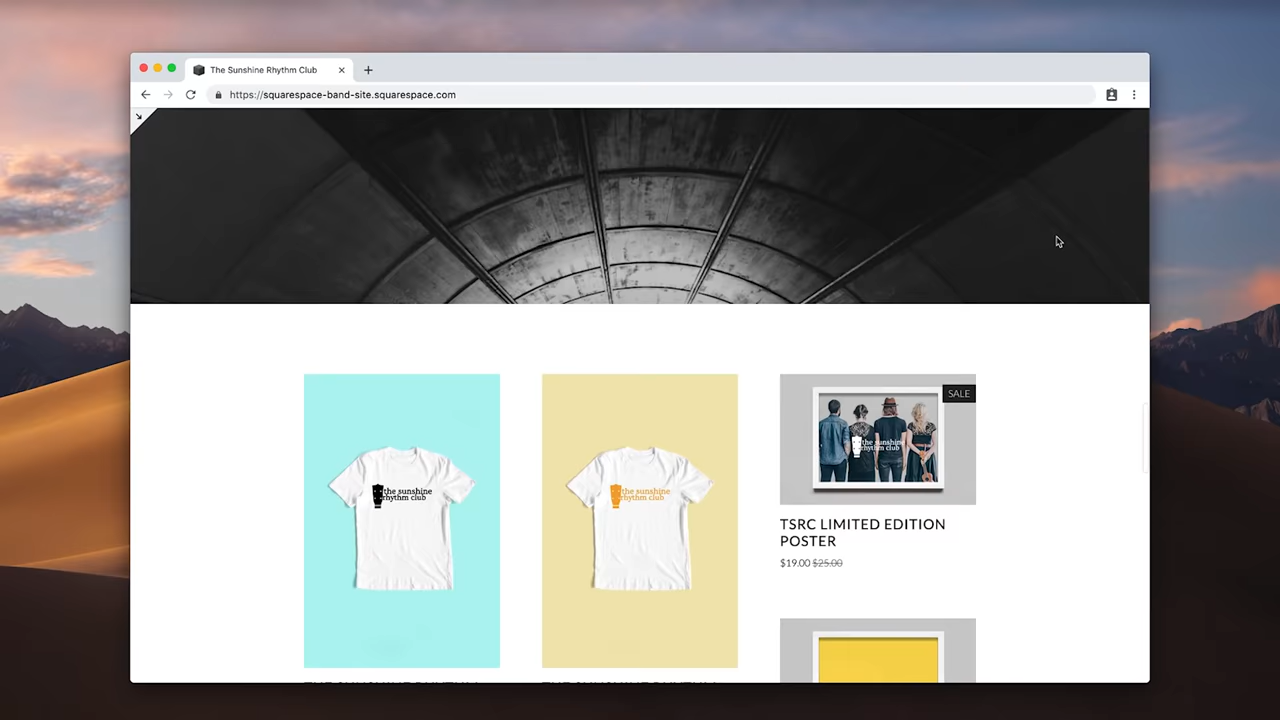 The Sunshine Rhythm Club
https://squarespace-band-site.squarespace.com
SALE
the sunshine
rhythm club
the sunshine
rhythm club
the sunshine
rhythm club
TSRC LIMITED EDITION
POSTER
$19.00 $25.00